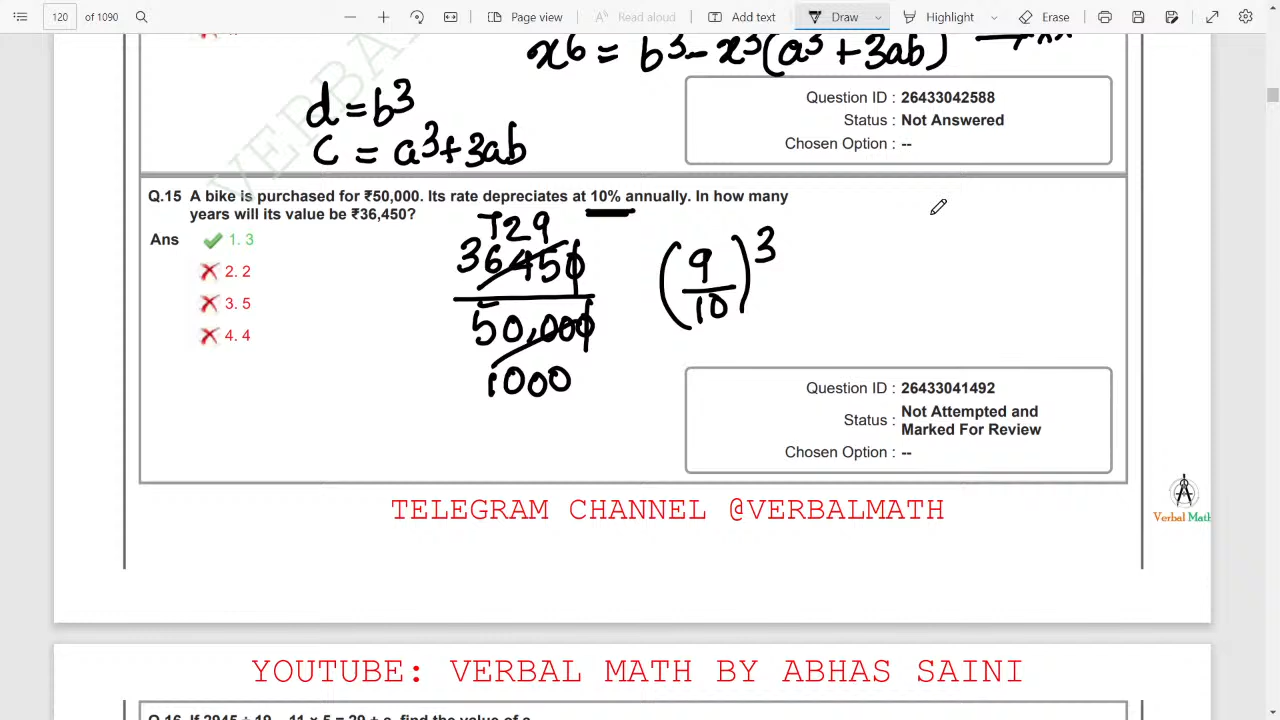 120 of 1090 Page view Read aloud Add text Draw Highlight Erase
x6 = b3 - x3(a3 + 3ab)
d = b3
c = a3 + 3ab
Question ID : 26433042588
Status : Not Answered
Chosen Option : --
Q.15 A bike is purchased for ₹50,000. Its rate depreciates at 10% annually. In how many
years will its value be ₹36,450?
Ans 1. 3
2. 2
3. 5
4. 4
729
36450
50,000
1000
(9/10)3
Question ID : 26433041492
Status : Not Attempted and
Marked For Review
Chosen Option : --
TELEGRAM CHANNEL @VERBALMATH
Verbal Math
YOUTUBE: VERBAL MATH BY ABHAS SAINI